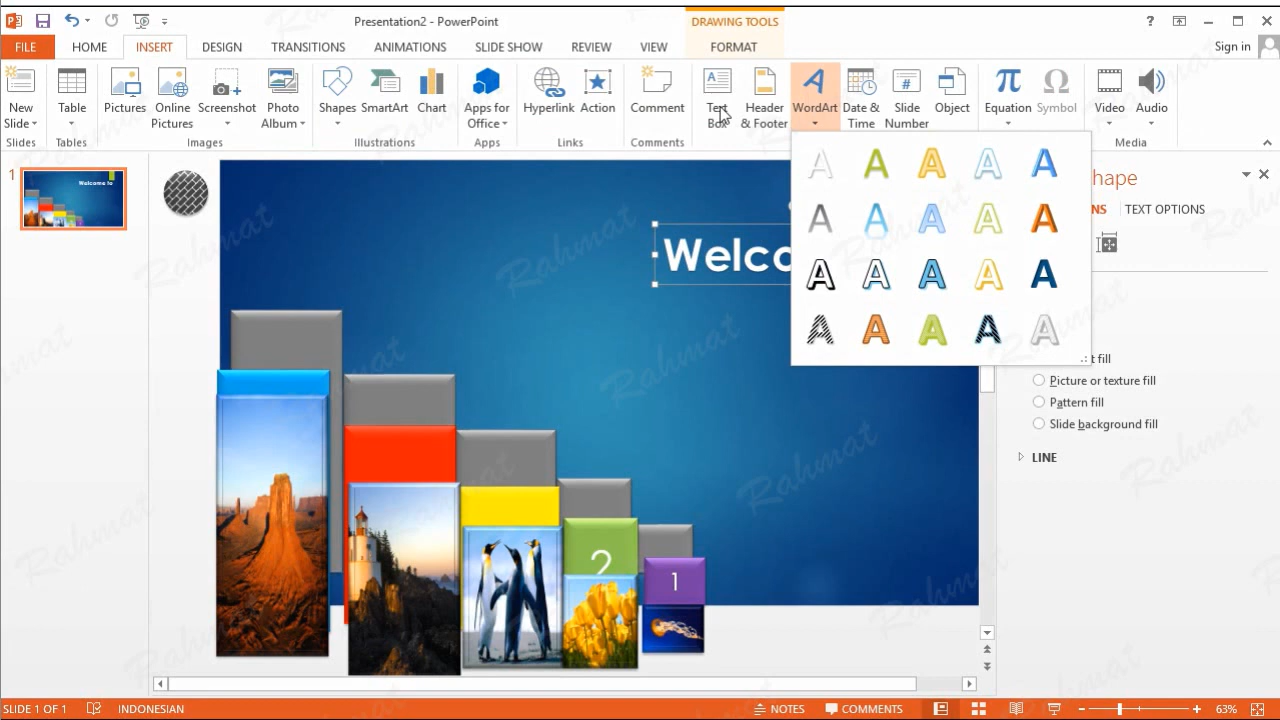 Presentation2 - PowerPoint
DRAWING TOOLS
?
Sign in
FILE HOME INSERT DESIGN TRANSITIONS ANIMATIONS SLIDE SHOW REVIEW VIEW FORMAT
New Slide
Table
Pictures
Online Pictures
Screenshot
Photo Album
Shapes
SmartArt
Chart
Apps for Office
Hyperlink
Action
Comment
Text Box
Header & Footer
WordArt
Date & Time
Slide Number
Object
Equation
Symbol
Video
Audio
Slides Tables Images Illustrations Apps Links Comments Media
1
Welcome to
Welco
hape
NS TEXT OPTIONS
t fill
Picture or texture fill
Pattern fill
Slide background fill
LINE
2
1
Rahmat
SLIDE 1 OF 1 INDONESIAN NOTES COMMENTS 63%